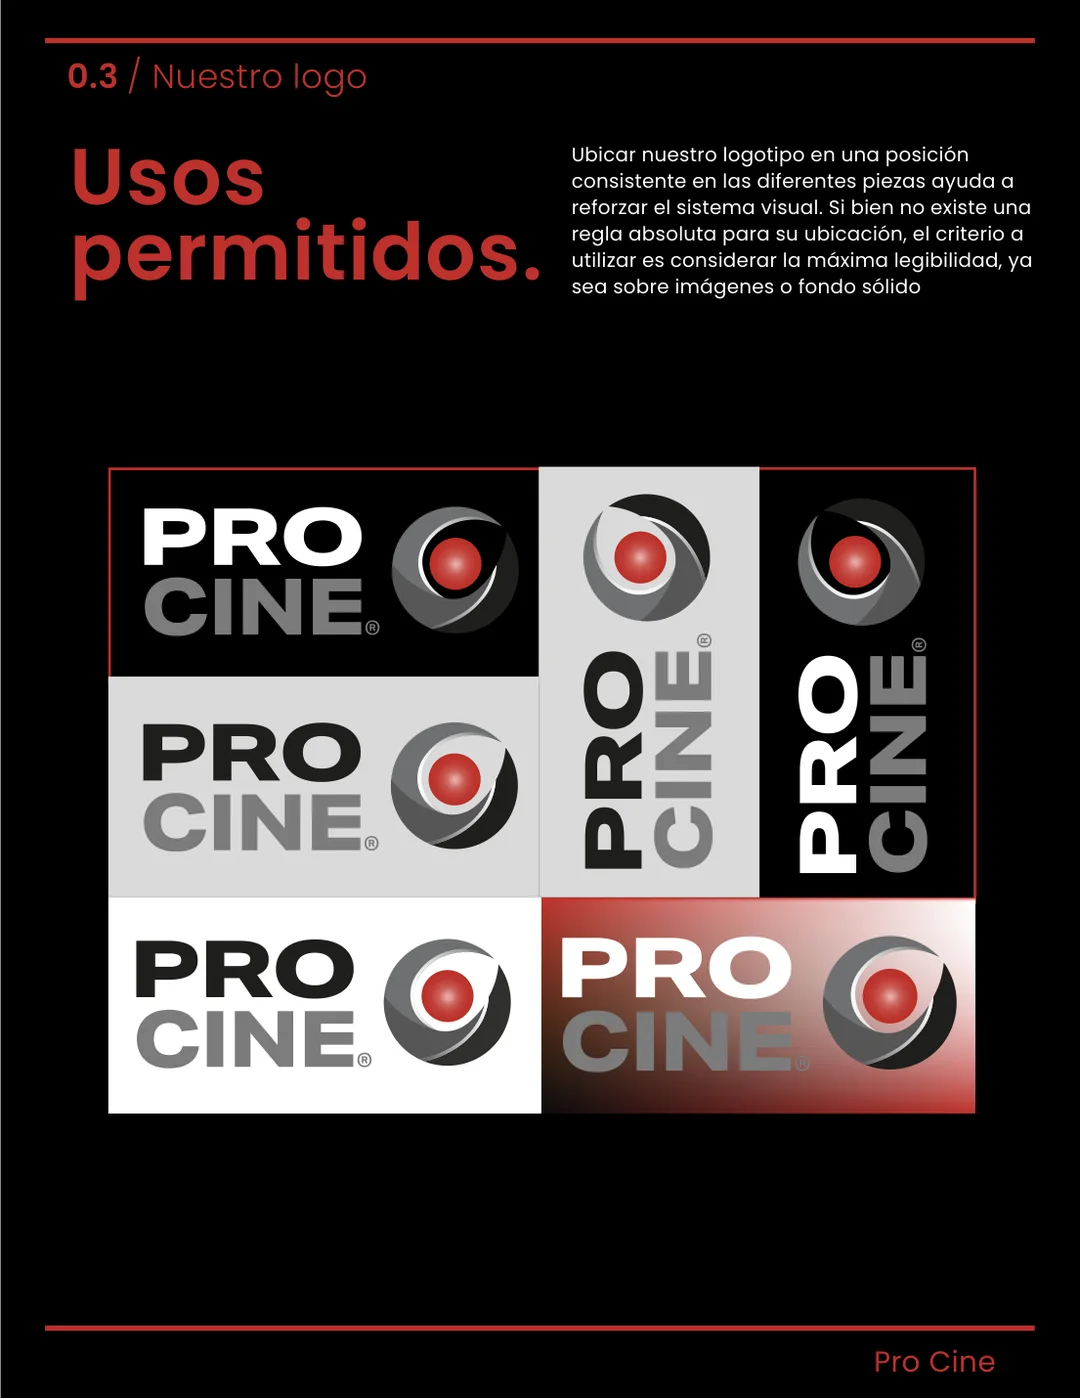 0.3 / Nuestro logo
Usos
permitidos.
Ubicar nuestro logotipo en una posición
consistente en las diferentes piezas ayuda a
reforzar el sistema visual. Si bien no existe una
regla absoluta para su ubicación, el criterio a
utilizar es considerar la máxima legibilidad, ya
sea sobre imágenes o fondo sólido
PRO
CINE®
PRO
CINE®
PRO
CINE®
PRO
CINE®
PRO
CINE®
PRO
CINE®
Pro Cine